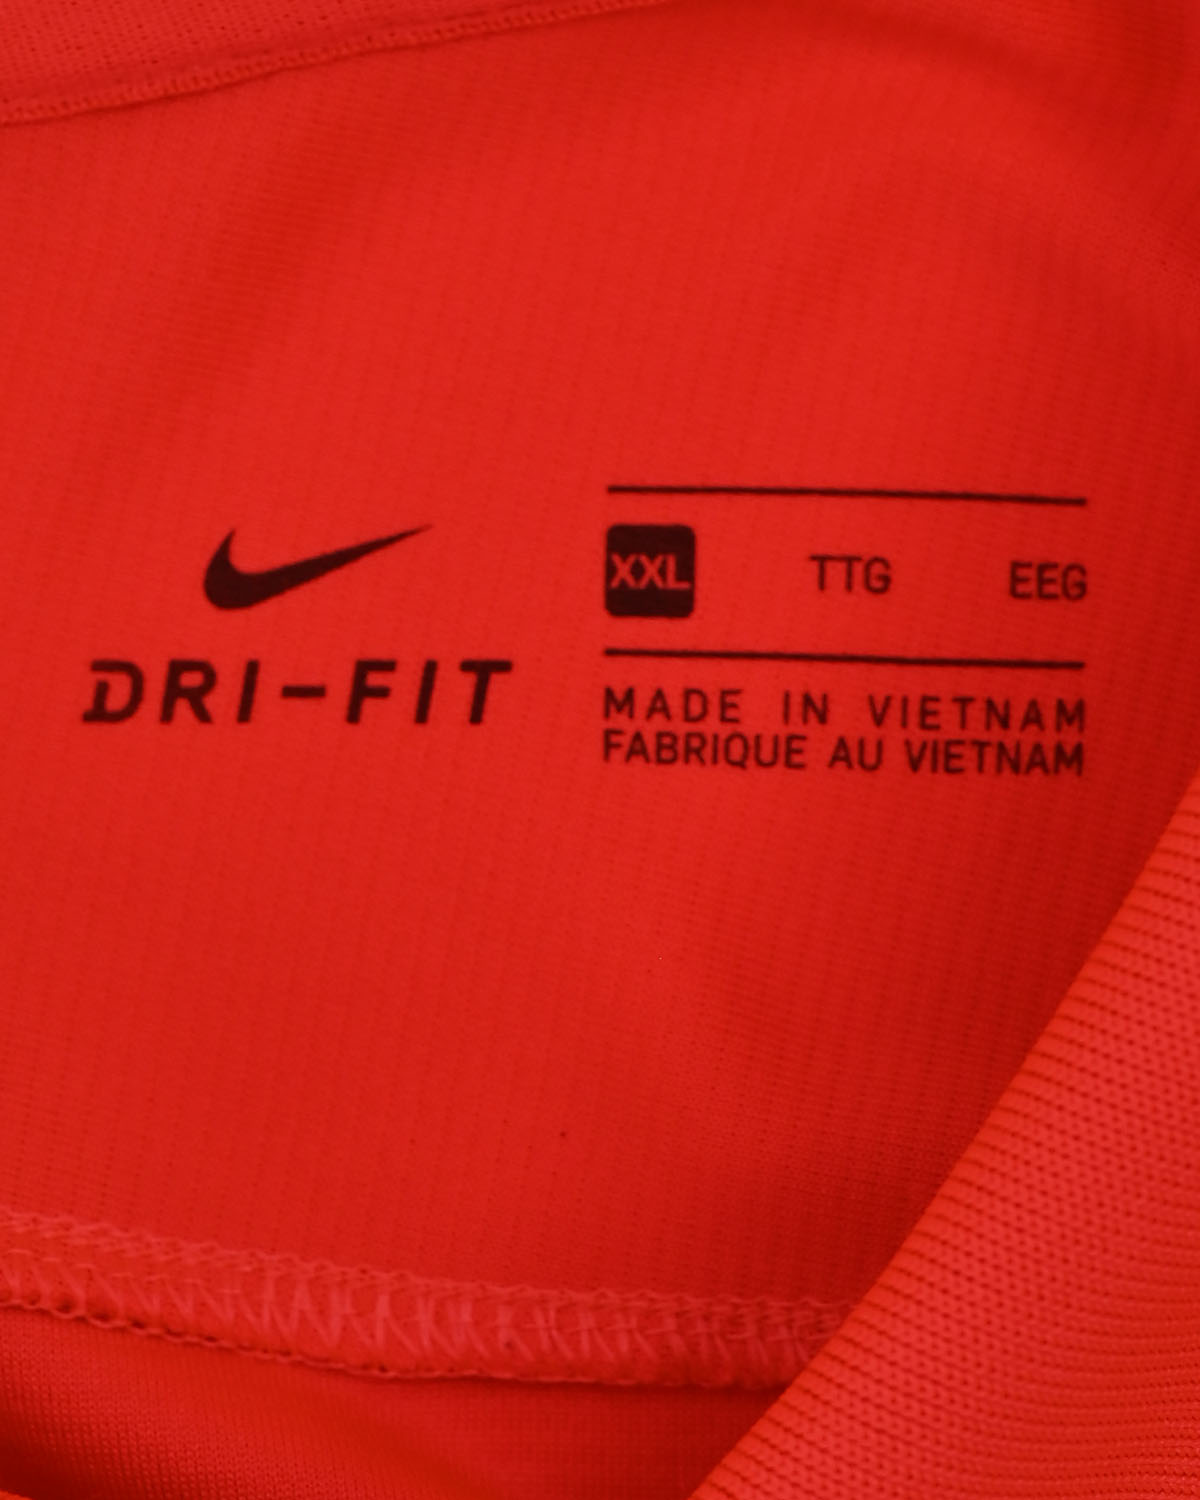 DRI-FIT
XXL TTG EEG
MADE IN VIETNAM
FABRIQUE AU VIETNAM